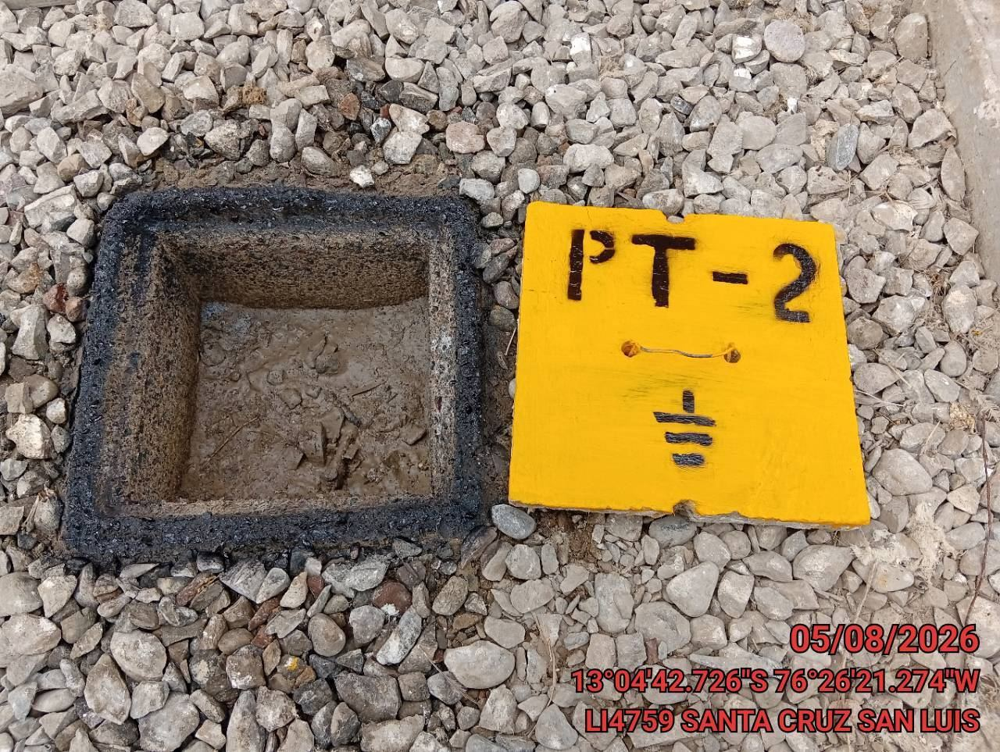 PT-2
05/08/2026
13°04'42.726"S 76°26'21.274"W
LI4759 SANTA CRUZ SAN LUIS